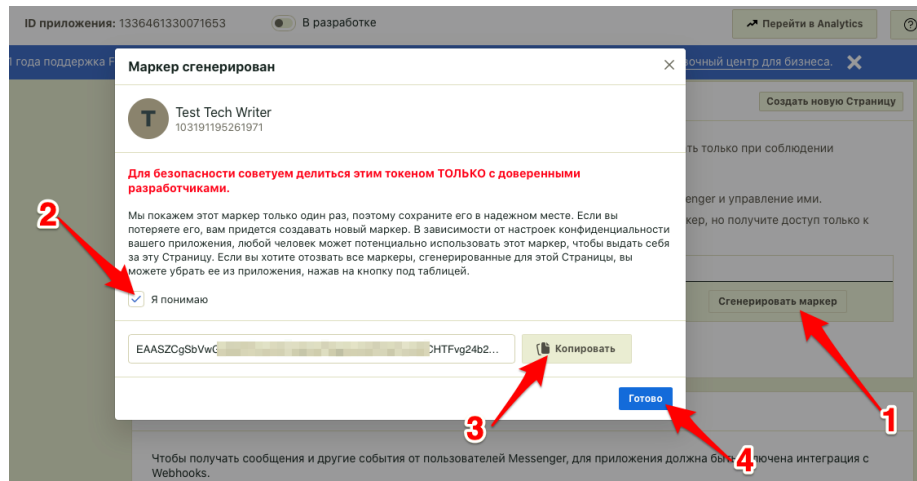 ID приложения: 1336461330071653
В разработке
Перейти в Analytics
1 года поддержка F
лочный центр для бизнеса.
Маркер сгенерирован
Создать новую Страницу
T
Test Tech Writer
103191195261971
ть только при соблюдении
Для безопасности советуем делиться этим токеном ТОЛЬКО с доверенными
разработчиками.
enger и управление ими.
кер, но получите доступ только к
2
Мы покажем этот маркер только один раз, поэтому сохраните его в надежном месте. Если вы
потеряете его, вам придется создавать новый маркер. В зависимости от настроек конфиденциальности
вашего приложения, любой человек может потенциально использовать этот маркер, чтобы выдать себя
за эту Страницу. Если вы хотите отозвать все маркеры, сгенерированные для этой Страницы, вы
можете убрать ее из приложения, нажав на кнопку под таблицей.
Я понимаю
Сгенерировать маркер
EAASZCgSbVwG
CHTFvg24b2...
Копировать
Готово
1
3
4
Чтобы получать сообщения и другие события от пользователей Messenger, для приложения должна быть включена интеграция с
Webhooks.